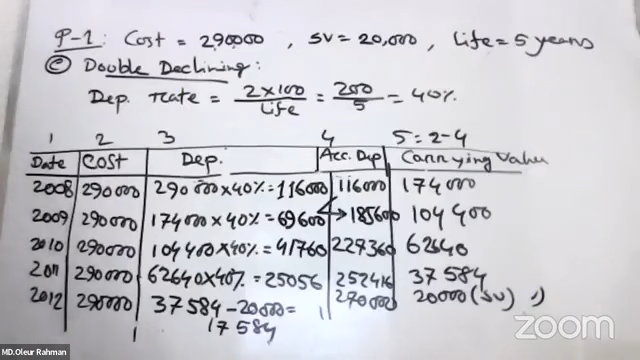 P-1: Cost = 290000, SV = 20,000, Life = 5 years
© Double Declining:
Dep. rate = 2×100/Life = 200/5 = 40%
1 2 3 4 5 = 2-4
Date Cost Dep. Acc. Dep Carrying Value
2008 290000 290000×40% = 116000 116000 174000
2009 290000 174000×40% = 69600 → 185600 104400
2010 290000 104400×40% = 41760 227360 62640
2011 290000 62640×40% = 25056 252416 37584
2012 290000 37584-20000= 270000 20000 (SV)
17584
MD.Oleur Rahman
zoom